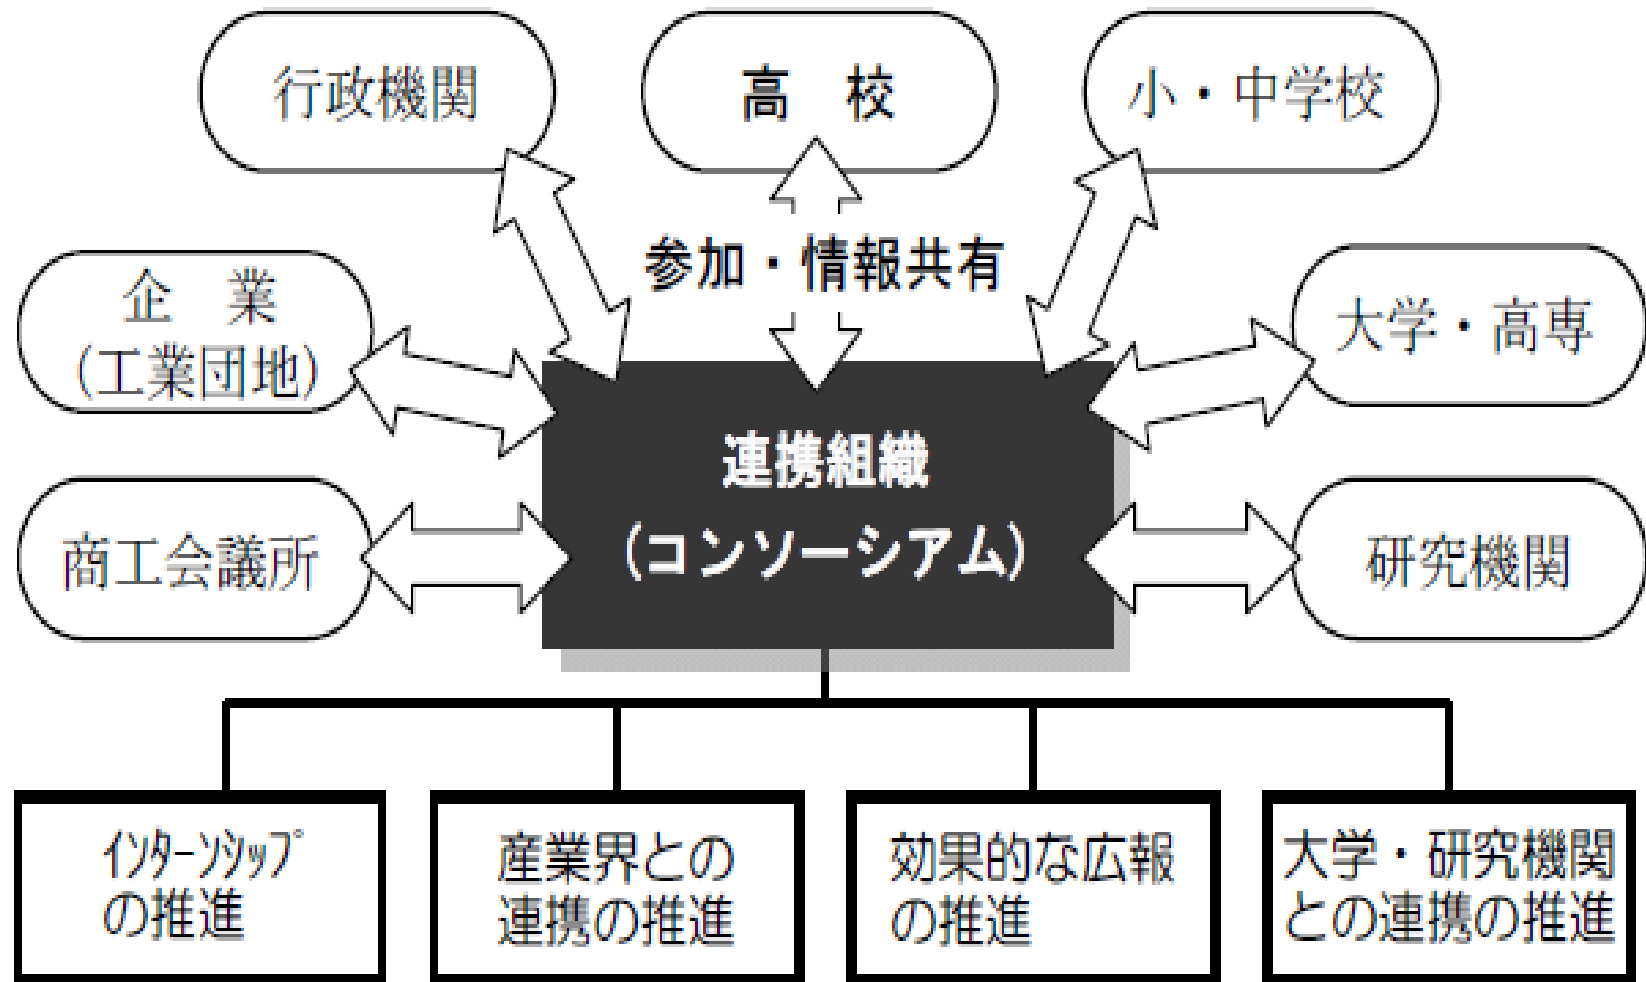 行政機関
高　校
小・中学校
参加・情報共有
企　業
(工業団地)
大学・高専
連携組織
(コンソーシアム)
商工会議所
研究機関
ｲﾝﾀｰﾝｼｯﾌﾟ
の推進
産業界との
連携の推進
効果的な広報
の推進
大学・研究機関
との連携の推進